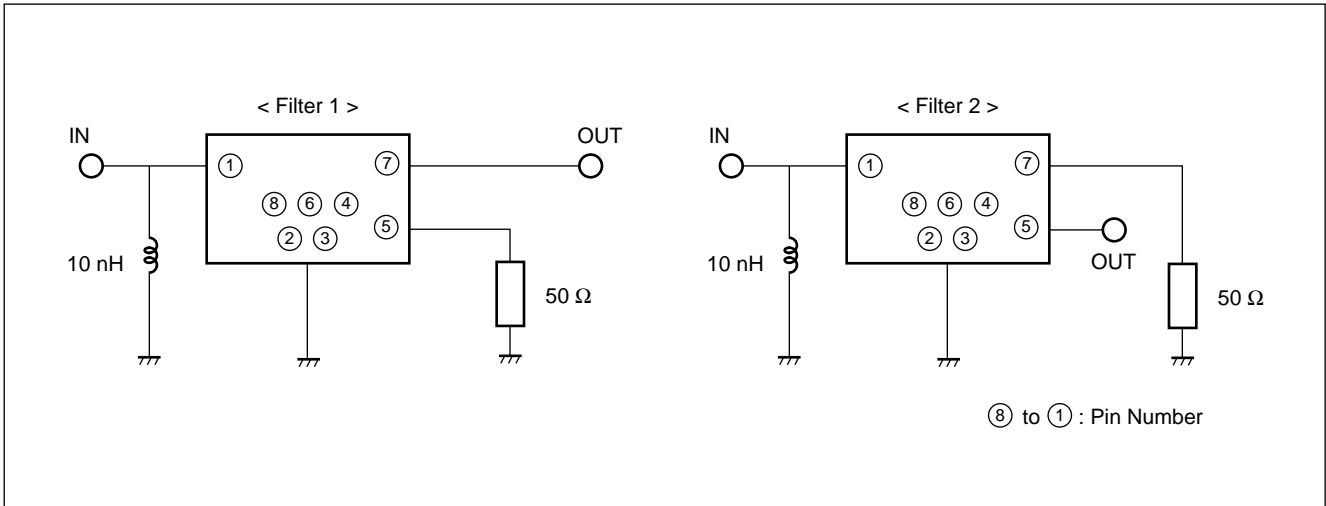 < Filter 1 >
IN
OUT
① ⑦
⑧ ⑥ ④
⑤
② ③
10 nH
50 Ω
< Filter 2 >
IN
① ⑦
⑧ ⑥ ④
⑤
② ③
OUT
10 nH
50 Ω
⑧ to ① : Pin Number